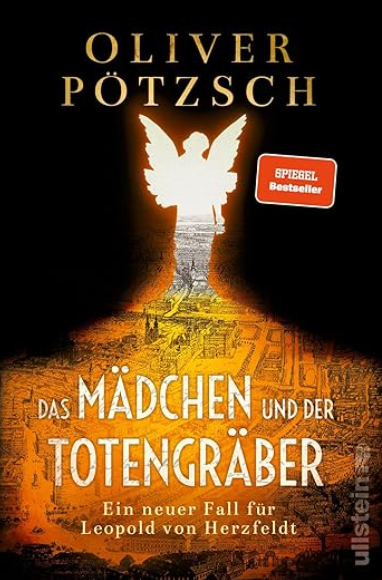 OLIVER
PÖTZSCH
SPIEGEL
Bestseller
DAS MÄDCHEN UND DER
TOTENGRÄBER
Ein neuer Fall für
Leopold von Herzfeldt
ullstein